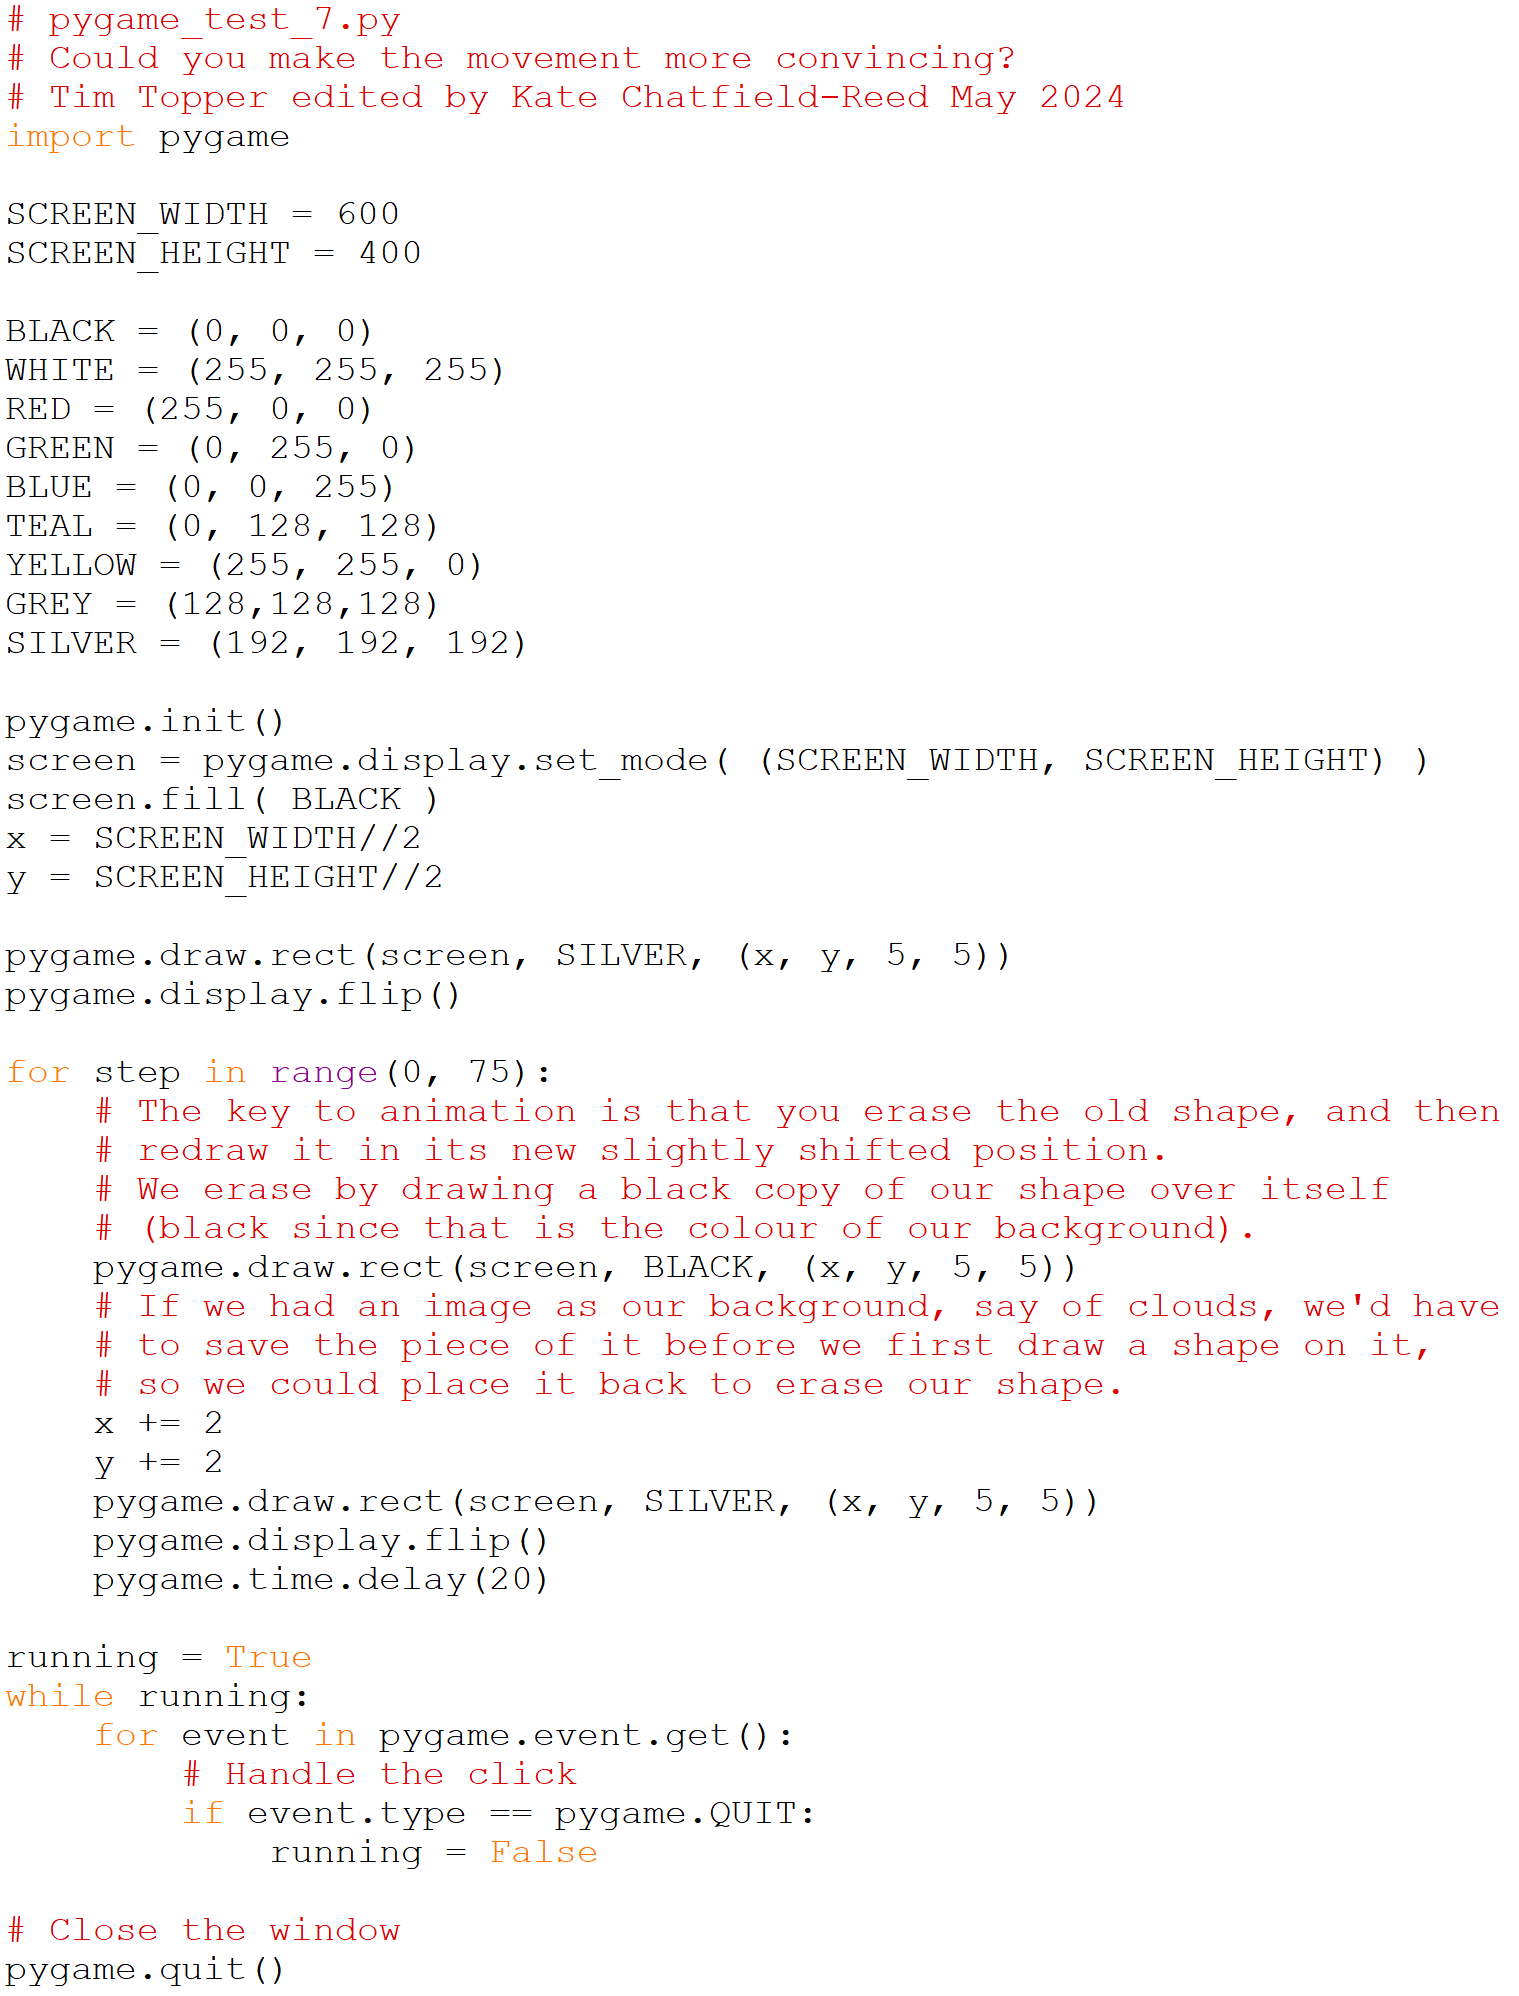 # pygame_test_7.py
# Could you make the movement more convincing?
# Tim Topper edited by Kate Chatfield-Reed May 2024
import pygame

SCREEN_WIDTH = 600
SCREEN_HEIGHT = 400

BLACK = (0, 0, 0)
WHITE = (255, 255, 255)
RED = (255, 0, 0)
GREEN = (0, 255, 0)
BLUE = (0, 0, 255)
TEAL = (0, 128, 128)
YELLOW = (255, 255, 0)
GREY = (128,128,128)
SILVER = (192, 192, 192)

pygame.init()
screen = pygame.display.set_mode( (SCREEN_WIDTH, SCREEN_HEIGHT) )
screen.fill( BLACK )
x = SCREEN_WIDTH//2
y = SCREEN_HEIGHT//2

pygame.draw.rect(screen, SILVER, (x, y, 5, 5))
pygame.display.flip()

for step in range(0, 75):
    # The key to animation is that you erase the old shape, and then
    # redraw it in its new slightly shifted position.
    # We erase by drawing a black copy of our shape over itself
    # (black since that is the colour of our background).
    pygame.draw.rect(screen, BLACK, (x, y, 5, 5))
    # If we had an image as our background, say of clouds, we'd have
    # to save the piece of it before we first draw a shape on it,
    # so we could place it back to erase our shape.
    x += 2
    y += 2
    pygame.draw.rect(screen, SILVER, (x, y, 5, 5))
    pygame.display.flip()
    pygame.time.delay(20)

running = True
while running:
    for event in pygame.event.get():
        # Handle the click
        if event.type == pygame.QUIT:
            running = False

# Close the window
pygame.quit()